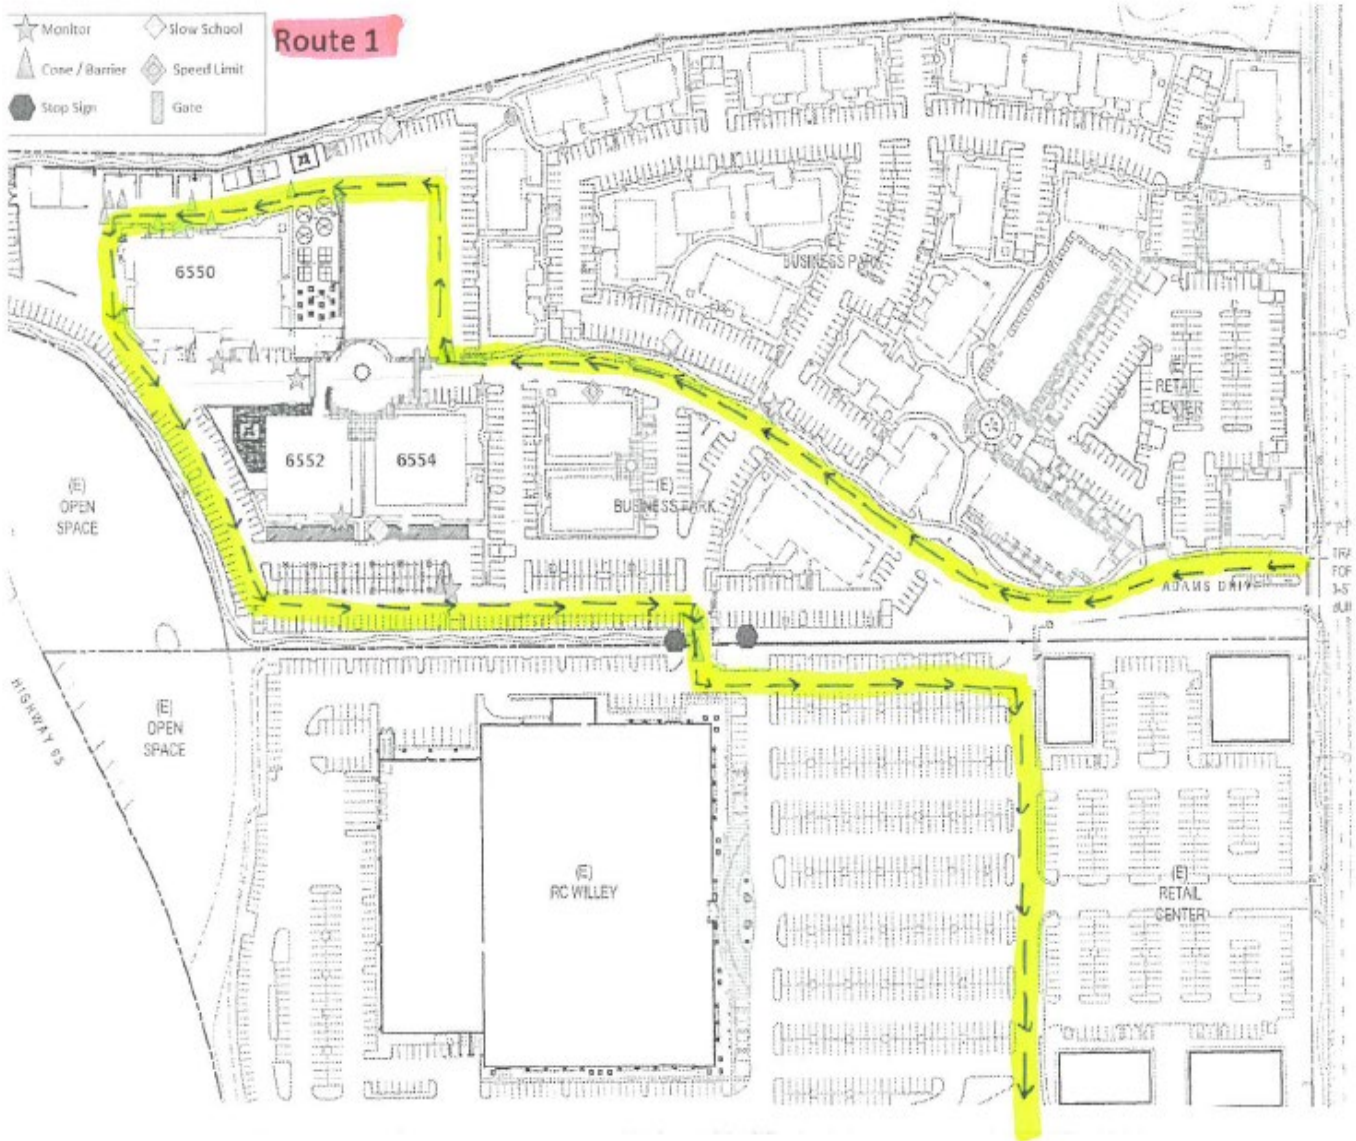 Monitor
Slow School
Route 1
Cone / Barrier
Speed Limit
Stop Sign
Gate
6550
BUSINESS PARK
(E)
RETAIL
CENTER
6552
6554
(E)
OPEN
SPACE
(E)
BUSINESS PARK
ADAMS DRIVE
HIGHWAY 95
(E)
OPEN
SPACE
(E)
RC WILLEY
(E)
RETAIL
CENTER